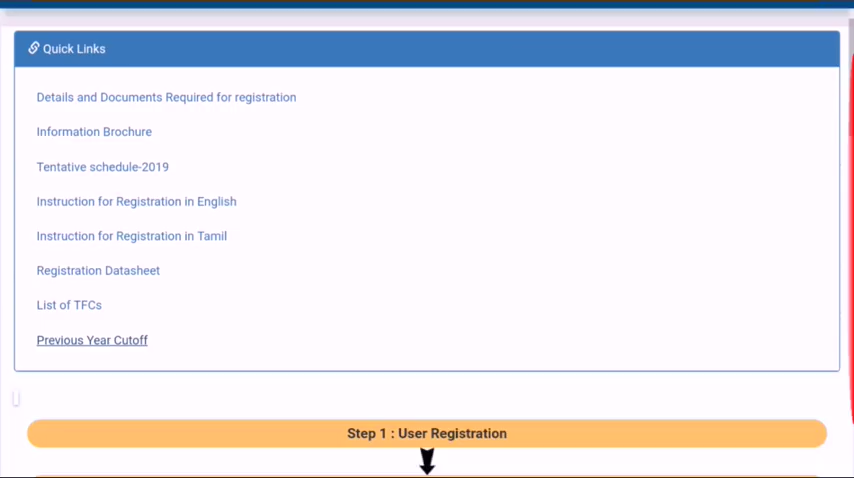 Quick Links
Details and Documents Required for registration
Information Brochure
Tentative schedule-2019
Instruction for Registration in English
Instruction for Registration in Tamil
Registration Datasheet
List of TFCs
Previous Year Cutoff
Step 1 : User Registration